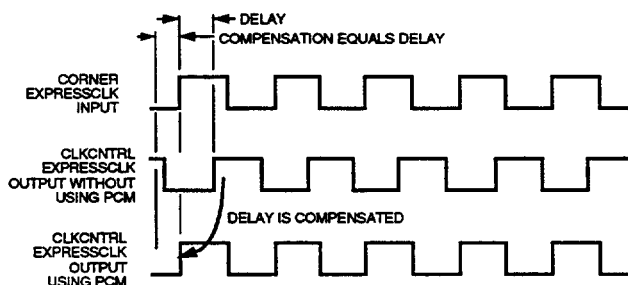 DELAY
COMPENSATION EQUALS DELAY
CORNER
EXPRESSCLK
INPUT
CLKCNTRL
EXPRESSCLK
OUTPUT WITHOUT
USING PCM
DELAY IS COMPENSATED
CLKCNTRL
EXPRESSCLK
OUTPUT
USING PCM